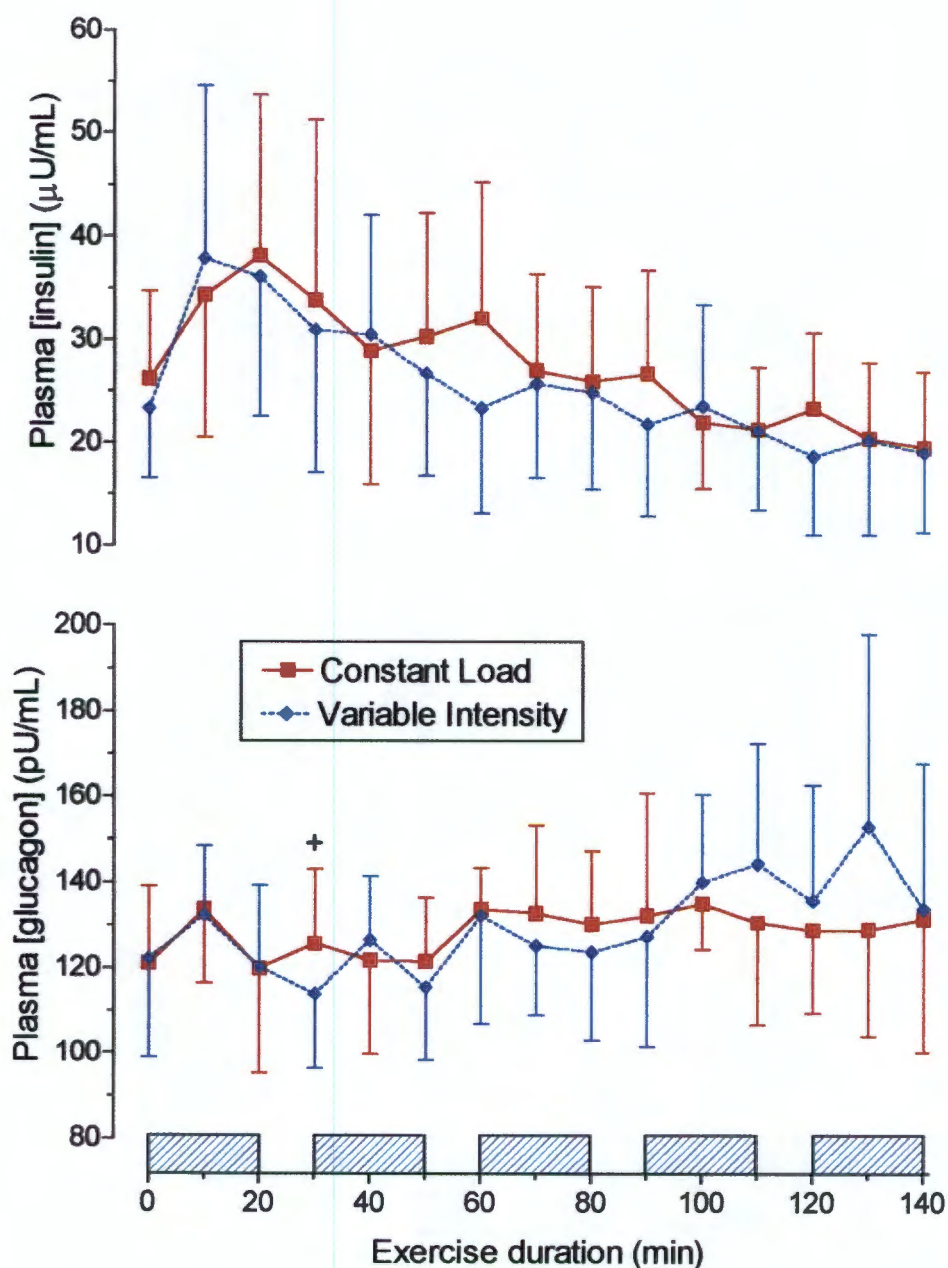 Plasma [insulin] (μU/mL)
60
50
40
30
20
10
Plasma [glucagon] (pU/mL)
200
180
160
140
120
100
80
Constant Load
Variable Intensity
+
0 20 40 60 80 100 120 140
Exercise duration (min)